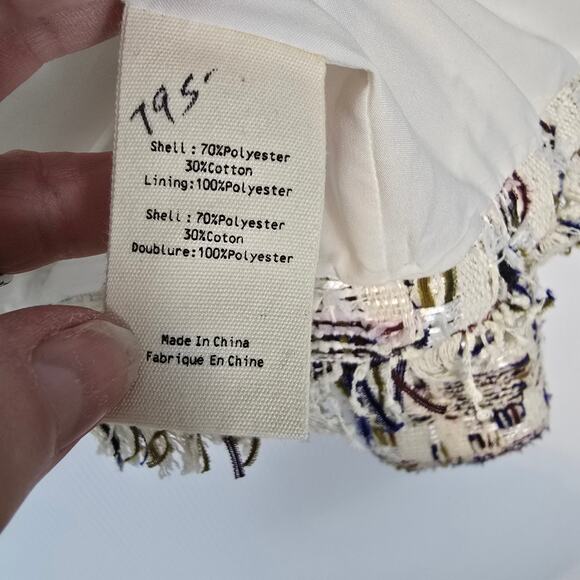 795
Shell : 70%Polyester
30%Cotton
Lining:100%Polyester
Shell : 70%Polyester
30%Coton
Doublure:100%Polyester
Made In China
Fabrique En Chine